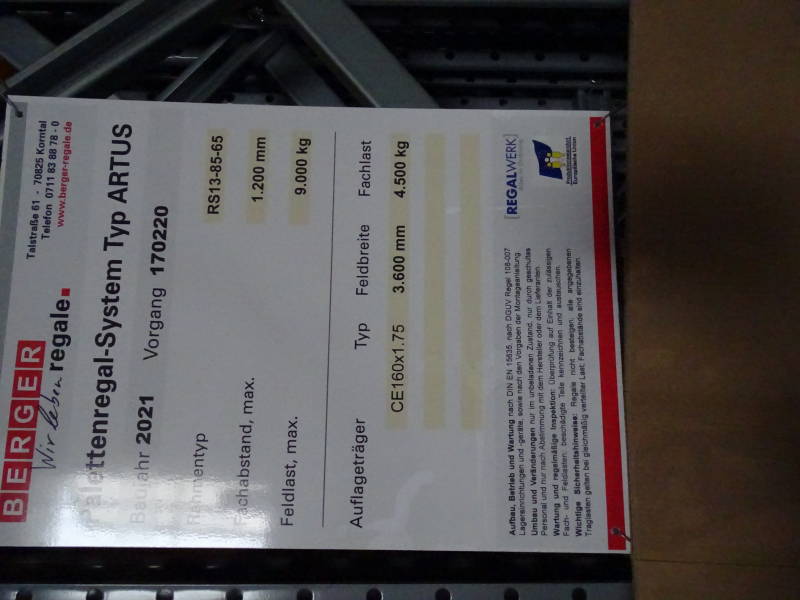 BERGER
Wir leben regale
Talstraße 61 - 70825 Korntal
Telefon 0711 83 88 78 - 0
www.berger-regale.de
Palettenregal-System Typ ARTUS
Baujahr 2021 Vorgang 170220
Rahmentyp RS13-85-65
Fachabstand, max. 1.200 mm
Feldlast, max. 9.000 kg
Auflageträger Typ Feldbreite Fachlast
CE160x1.75 3.600 mm 4.500 kg
Aufbau, Betrieb und Wartung nach DIN EN 15635, nach DGUV Regel 108-007
Lagereinrichtungen und -geräte, sowie nach den Vorgaben der Montageanleitung.
Umbau und Veränderungen nur im unbeladenen Zustand, nur durch geschultes
Personal und nur nach Abstimmung mit dem Hersteller oder dem Lieferanten.
Wartung und regelmäßige Inspektion: Überprüfung auf Einhalt der zulässigen
Fach- und Feldlasten; beschädigte Teile kennzeichnen und austauschen.
Wichtige Sicherheitshinweise: Regale nicht besteigen, alle angegebenen
Traglasten gelten bei gleichmäßig verteilter Last; Fachabstände sind einzuhalten.
[REGALWERK]
Produktionsstandort
Europäische Union